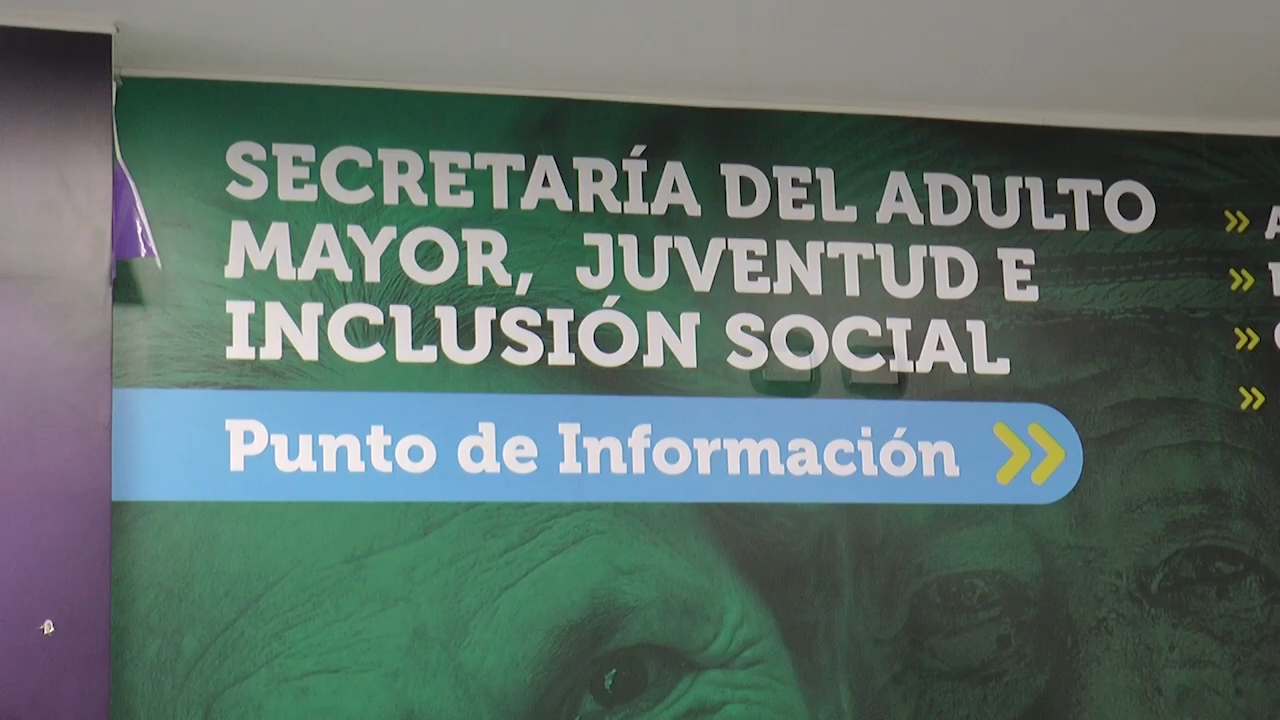 SECRETARÍA DEL ADULTO
MAYOR, JUVENTUD E
INCLUSIÓN SOCIAL
Punto de Información